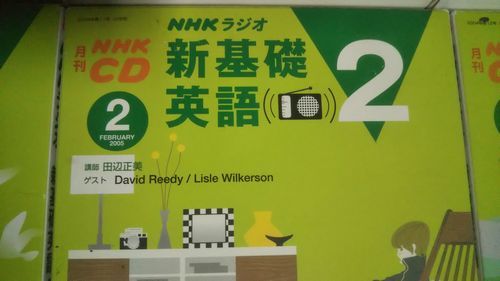 NHKラジオ
月刊
NHK
CD
新基礎
英語
2
2
FEBRUARY
2005
講師 田辺正美
ゲスト David Reedy / Lisle Wilkerson